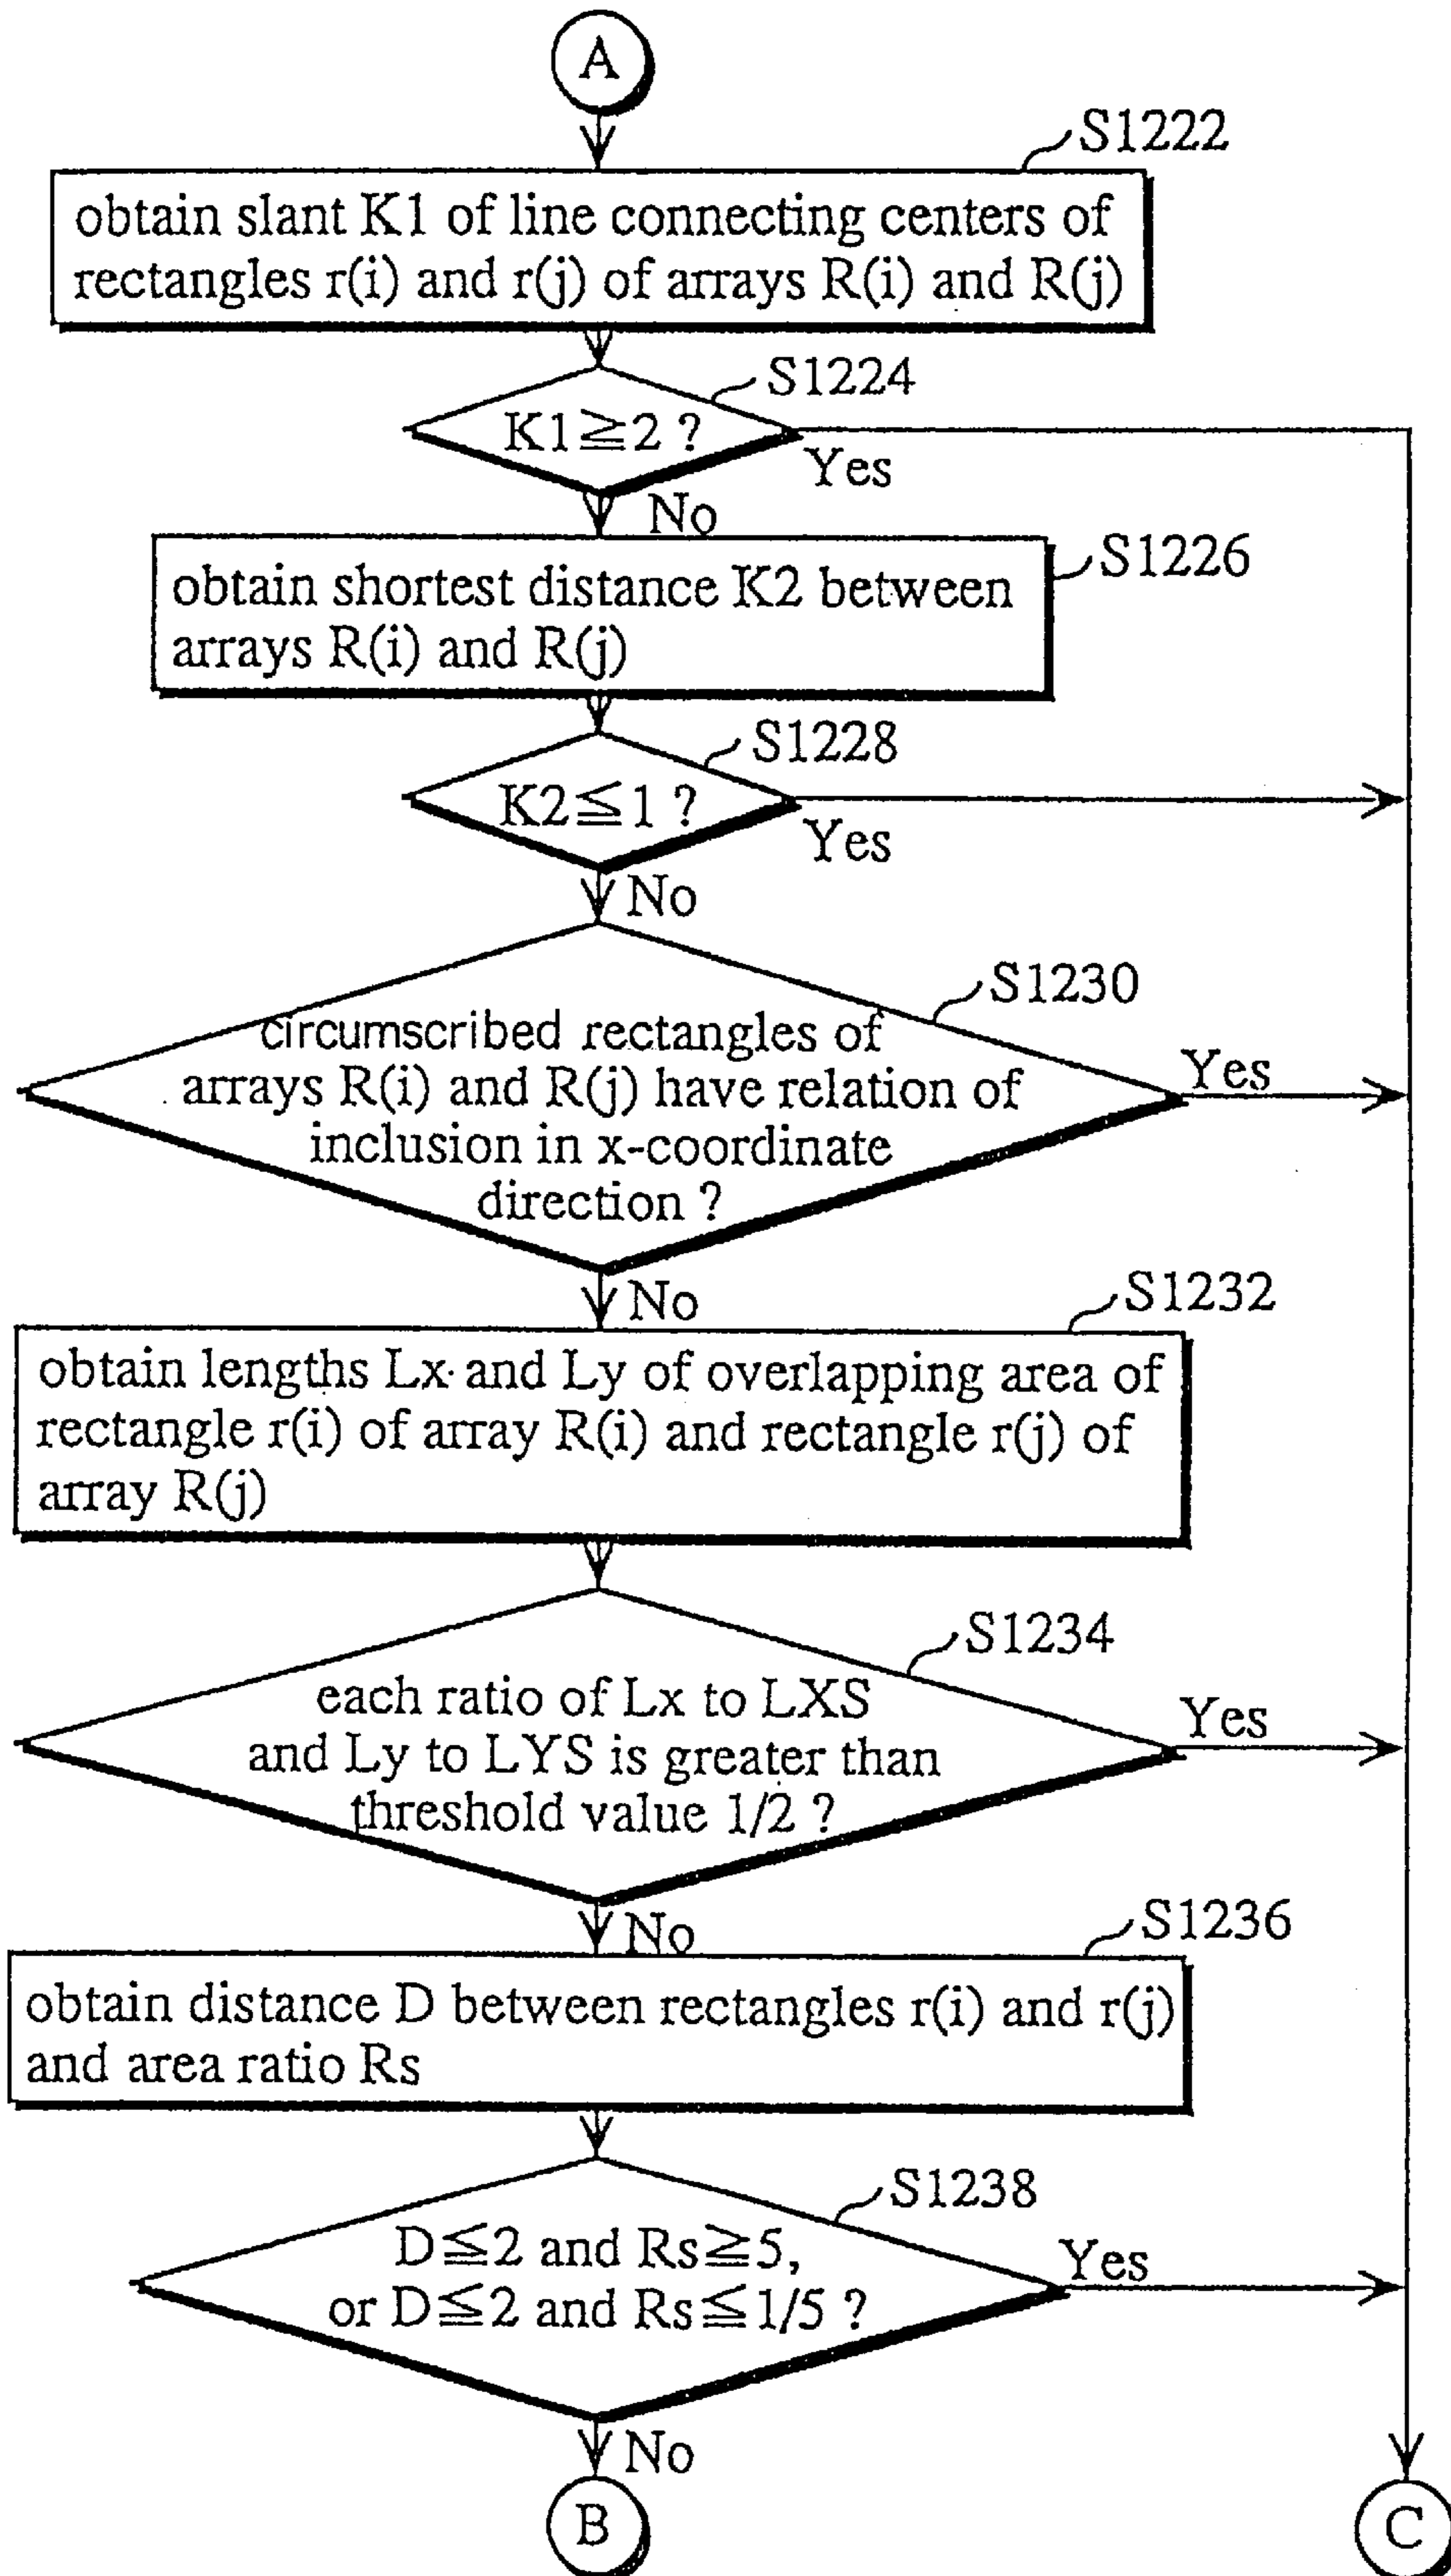 A
S1222
obtain slant K1 of line connecting centers of
rectangles r(i) and r(j) of arrays R(i) and R(j)
S1224
K1≧2 ?
Yes
No
S1226
obtain shortest distance K2 between
arrays R(i) and R(j)
S1228
K2≦1 ?
Yes
No
S1230
circumscribed rectangles of
arrays R(i) and R(j) have relation of
inclusion in x-coordinate
direction ?
Yes
No
S1232
obtain lengths Lx and Ly of overlapping area of
rectangle r(i) of array R(i) and rectangle r(j) of
array R(j)
S1234
each ratio of Lx to LXS
and Ly to LYS is greater than
threshold value 1/2 ?
Yes
No
S1236
obtain distance D between rectangles r(i) and r(j)
and area ratio Rs
S1238
D≦2 and Rs≧5,
or D≦2 and Rs≦1/5 ?
Yes
No
B
C